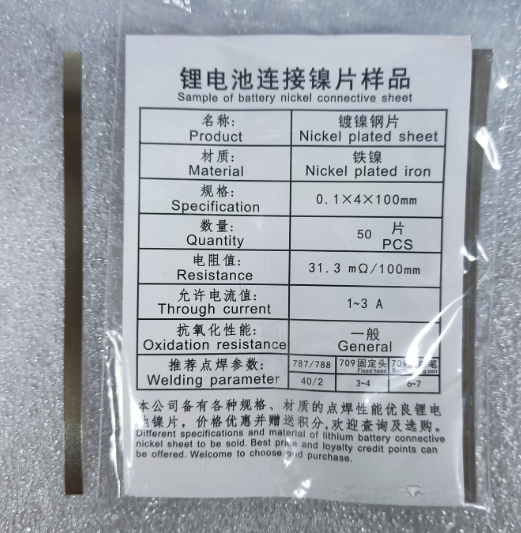 锂电池连接镍片样品
Sample of battery nickel connective sheet
名称: 镀镍钢片
Product Nickel plated sheet
材质: 铁镍
Material Nickel plated iron
规格: 0.1×4×100mm
Specification
数量: 50 片
Quantity PCS
电阻值: 31.3 mΩ/100mm
Resistance
允许电流值: 1~3 A
Through current
抗氧化性能: 一般
Oxidation resistance General
推荐点焊参数: 787/788 709固定头 笔
Welding parameter 40/2 3~4 6~7
本公司备有各种规格、材质的点焊性能优良锂电
池镍片，价格优惠并赠送积分,欢迎查询及选购。
Different specifications and material of lithium battery connective
nickel sheet to be sold. Best price and loyalty credit points can
be offered. Welcome to choose and purchase.